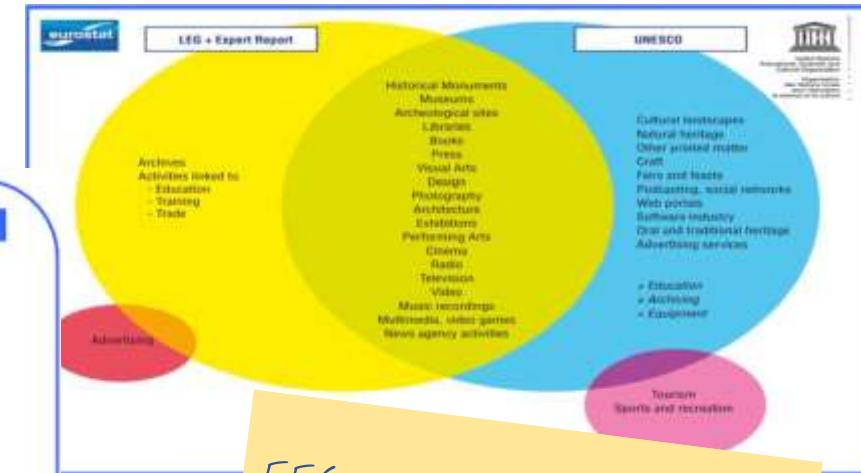 eurostat
LEG + Expert Report
UNESCO
Historical Monuments
Museums
Archeological sites
Libraries
Books
Press
Visual Arts
Design
Photography
Architecture
Exhibitions
Performing Arts
Cinema
Radio
Television
Video
Music recordings
Multimedia, video games
News agency activities
Archives
Activities linked to
- Education
- Training
- Trade
Advertising
Cultural landscapes
Natural heritage
Other printed matter
Craft
Fairs and feasts
Podcasting, social networks
Web portals
Software industry
Oral and traditional heritage
Advertising services
+ Education
+ Archiving
+ Equipment
Tourism
Sports and recreation